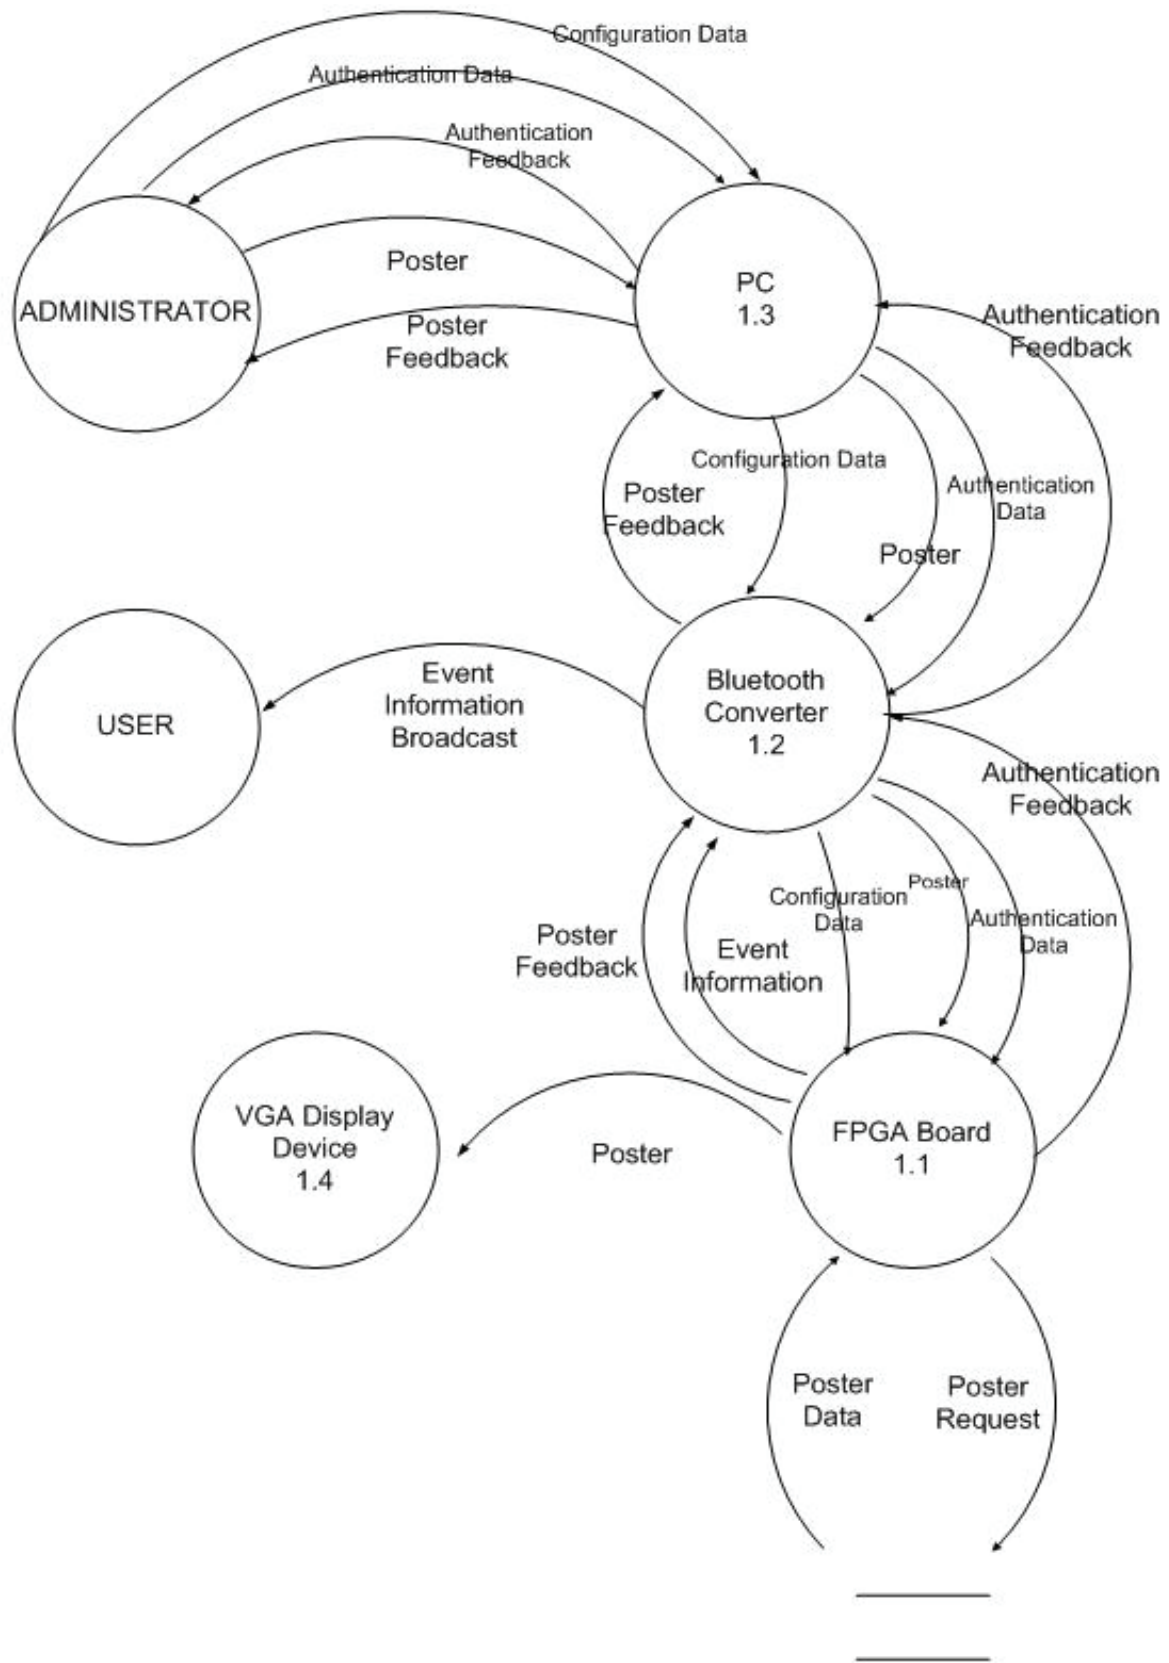 Configuration Data
Authentication Data
Authentication
Feedback
Poster
Poster
Feedback
ADMINISTRATOR
PC
1.3
Authentication
Feedback
Configuration Data
Poster
Feedback
Authentication
Data
Poster
USER
Event
Information
Broadcast
Bluetooth
Converter
1.2
Authentication
Feedback
Poster
Feedback
Event
Information
Configuration
Data
Poster
Authentication
Data
VGA Display
Device
1.4
Poster
FPGA Board
1.1
Poster
Data
Poster
Request